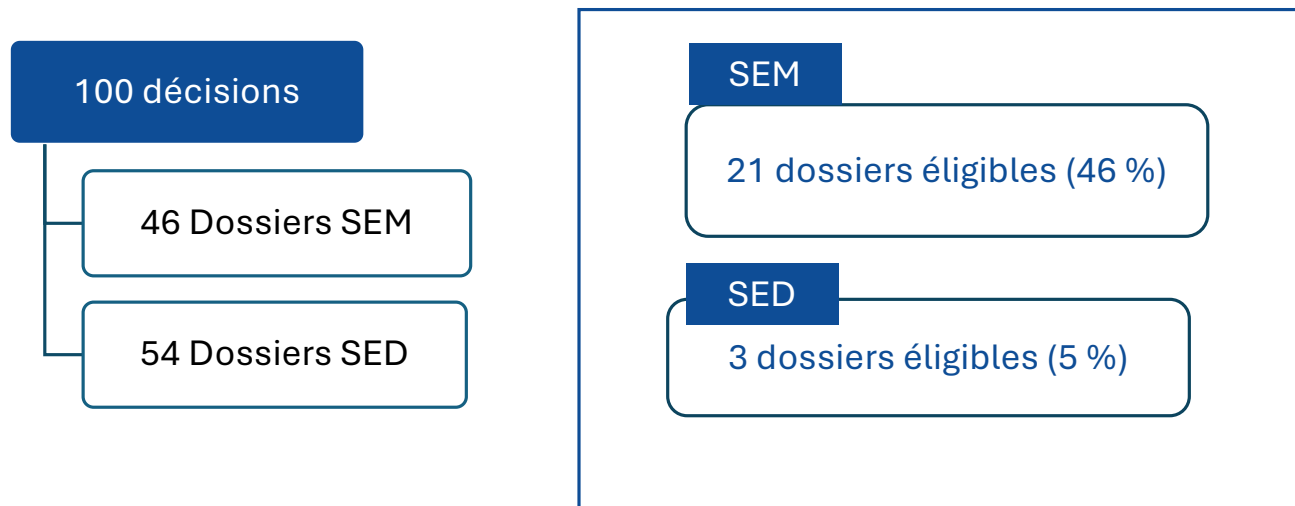 100 décisions
46 Dossiers SEM
54 Dossiers SED
SEM
21 dossiers éligibles (46 %)
SED
3 dossiers éligibles (5 %)